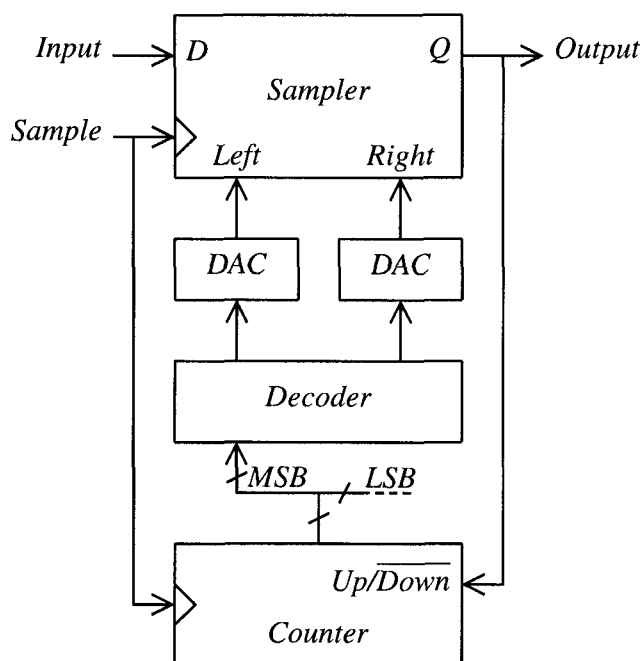 Input D Q Output
Sampler
Sample
Left Right
DAC DAC
Decoder
MSB LSB
Up/Down
Counter